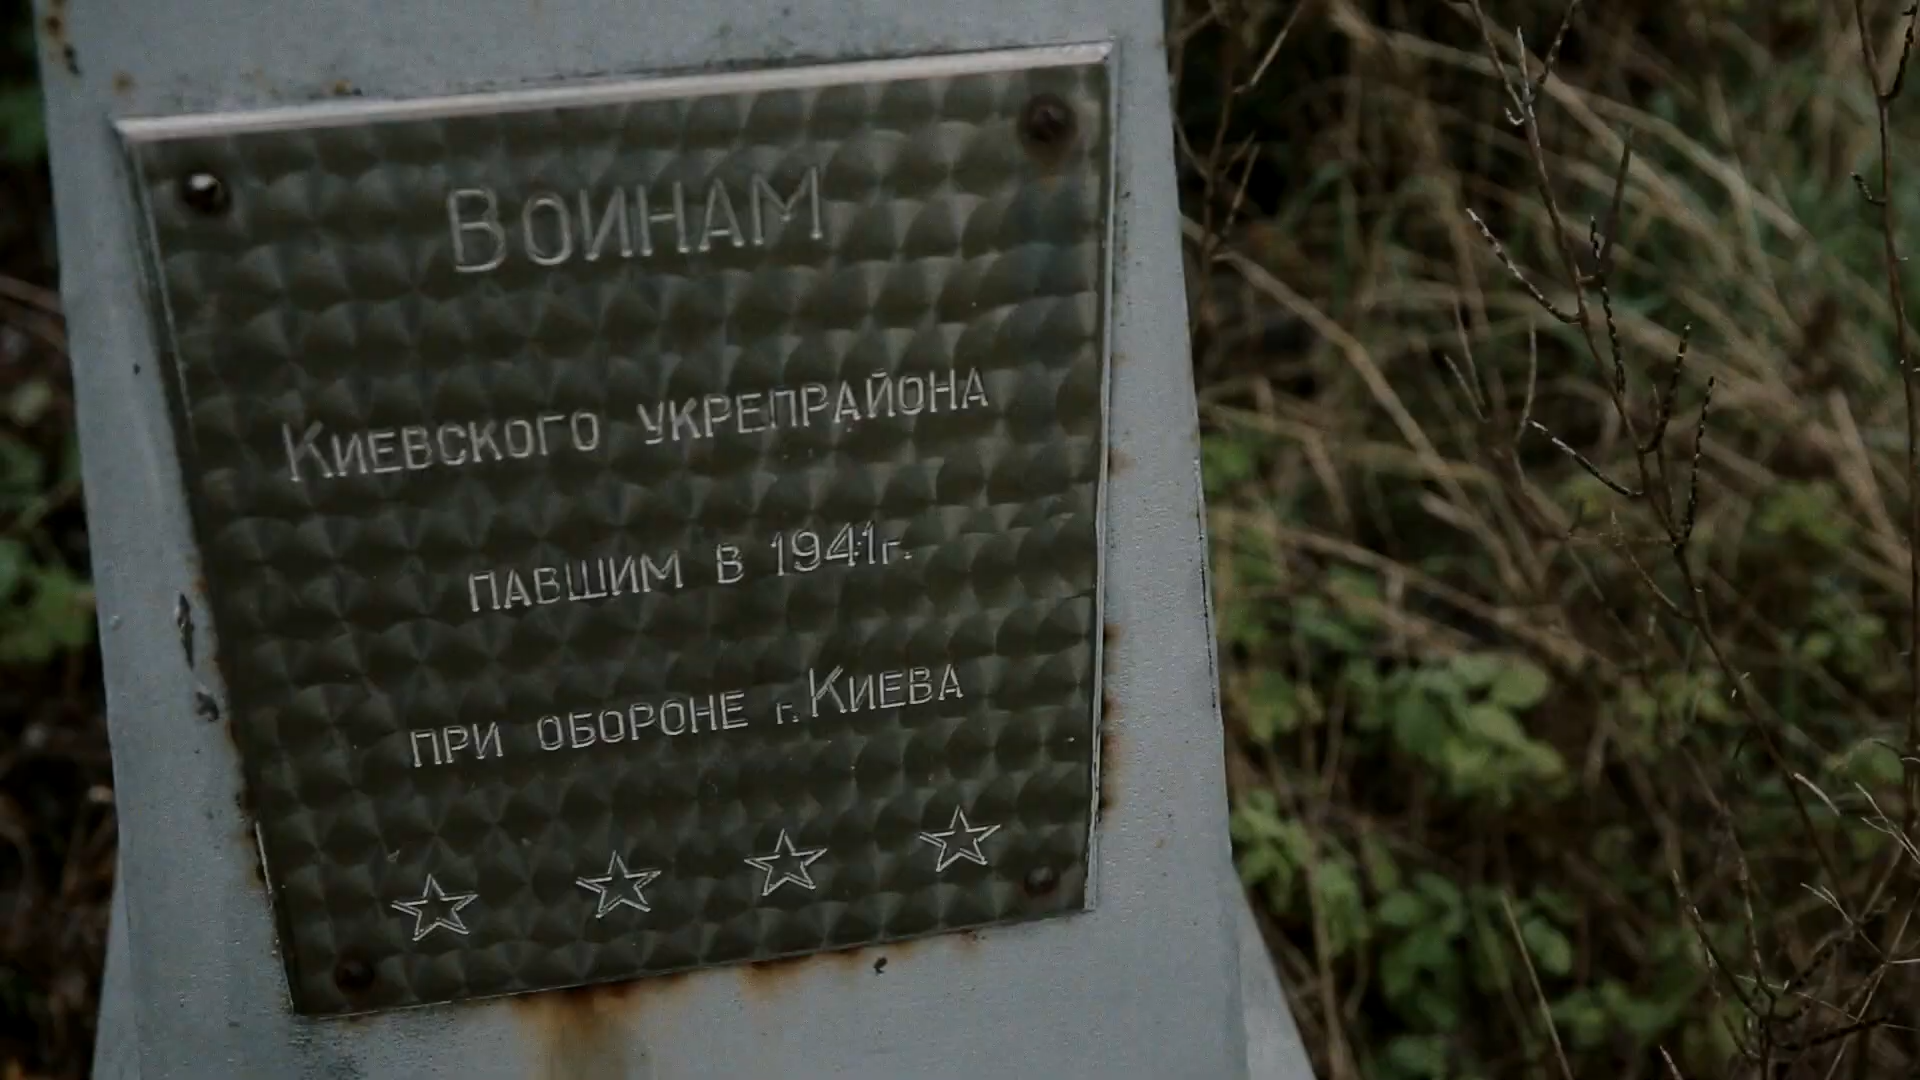 Воинам
Киевского укрепрайона
павшим в 1941г.
при обороне г. Киева